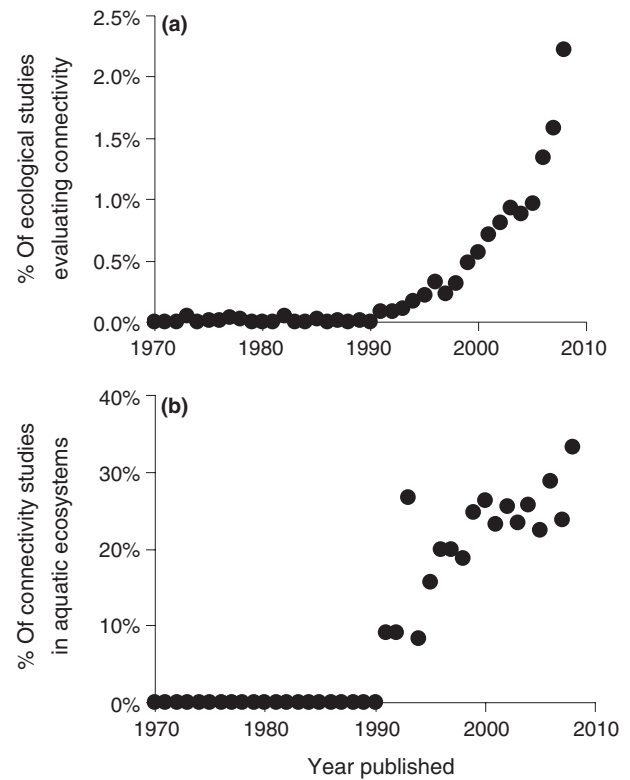 (a)
% Of ecological studies
evaluating connectivity
2.5%
2.0%
1.5%
1.0%
0.5%
0.0%
1970 1980 1990 2000 2010
(b)
% Of connectivity studies
in aquatic ecosystems
40%
30%
20%
10%
0%
1970 1980 1990 2000 2010
Year published